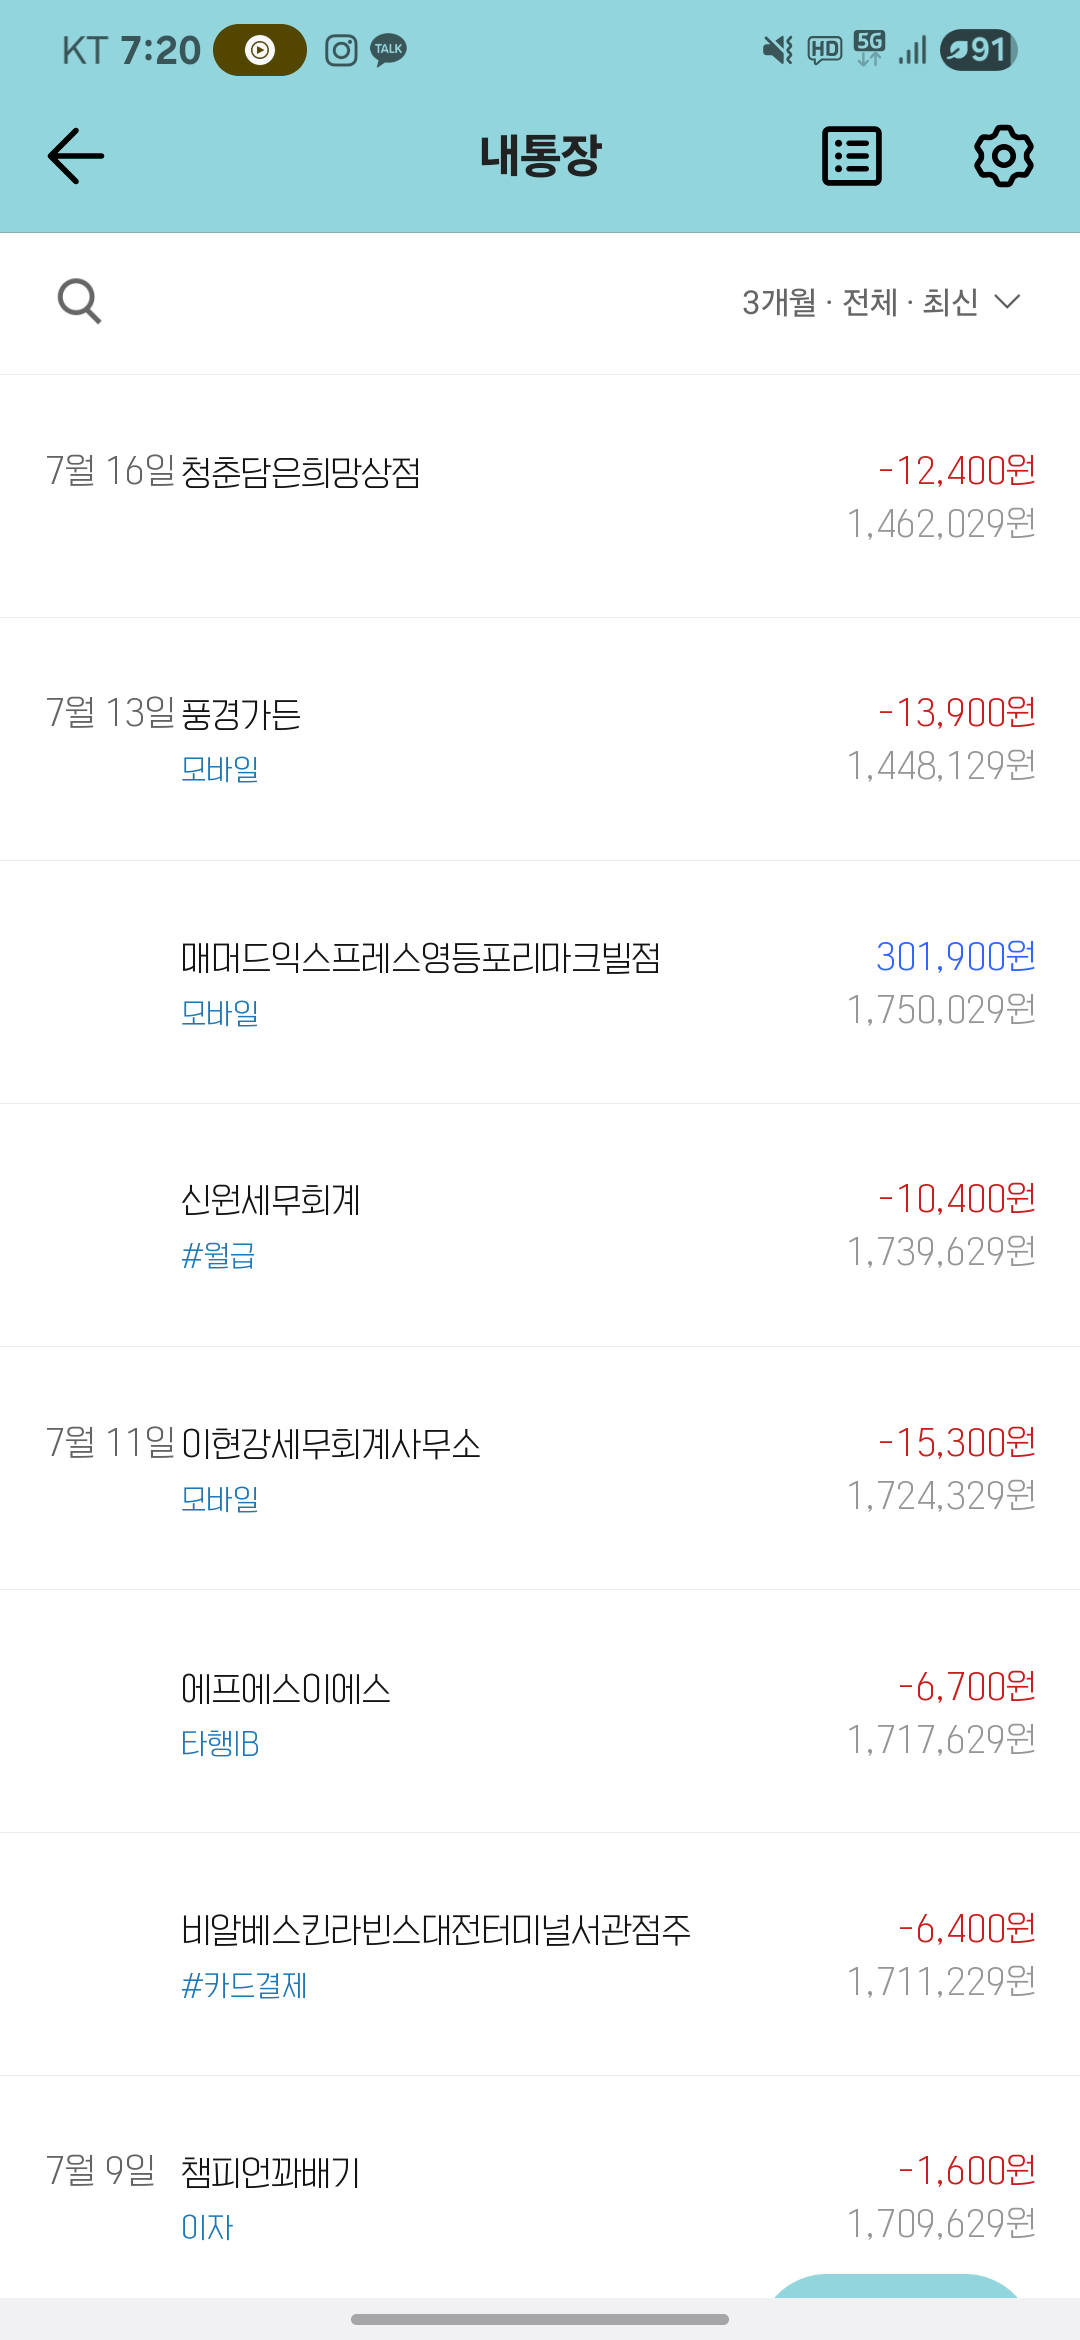 KT 7:20 TALK HD 5G 91
내통장
3개월 · 전체 · 최신
7월 16일 청춘담은희망상점 -12,400원
1,462,029원
7월 13일 풍경가든 -13,900원
모바일 1,448,129원
매머드익스프레스영등포리마크빌점 301,900원
모바일 1,750,029원
신원세무회계 -10,400원
#월급 1,739,629원
7월 11일 이현강세무회계사무소 -15,300원
모바일 1,724,329원
에프에스이에스 -6,700원
타행IB 1,717,629원
비알베스킨라빈스대전터미널서관점주 -6,400원
#카드결제 1,711,229원
7월 9일 챔피언꽈배기 -1,600원
이자 1,709,629원